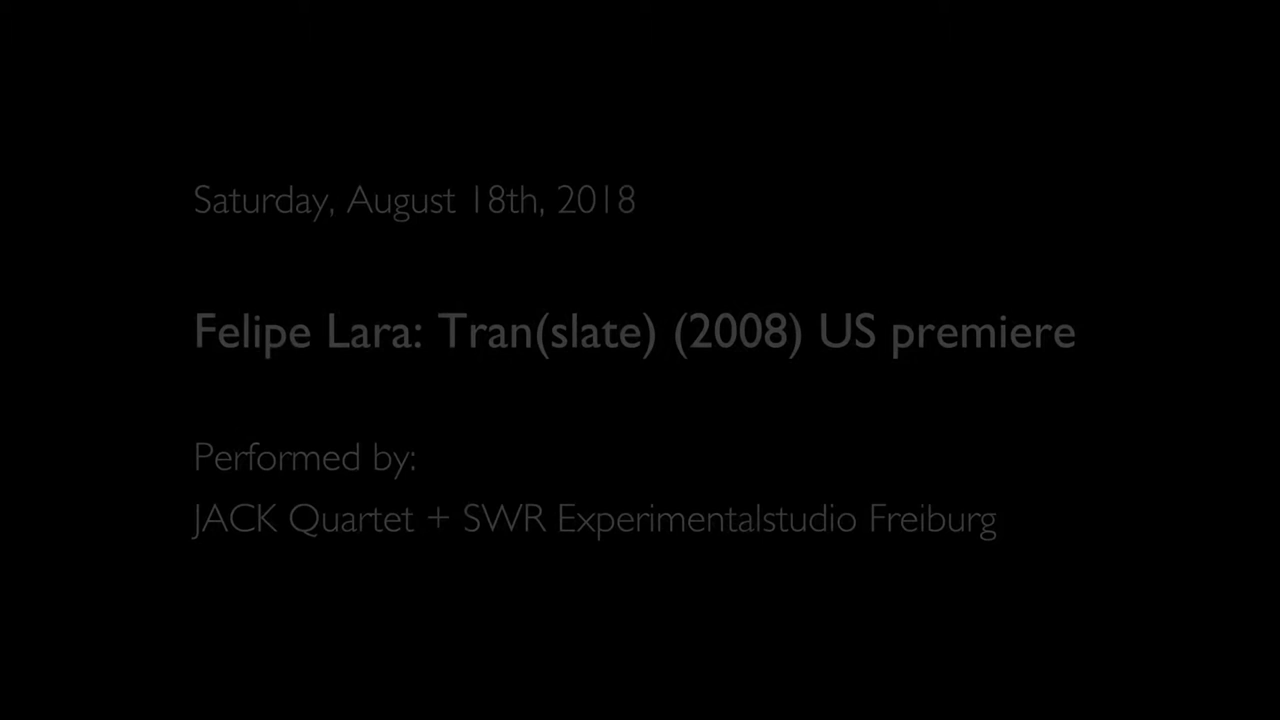 Saturday, August 18th, 2018
Felipe Lara: Tran(slate) (2008) US premiere
Performed by:
JACK Quartet + SWR Experimentalstudio Freiburg